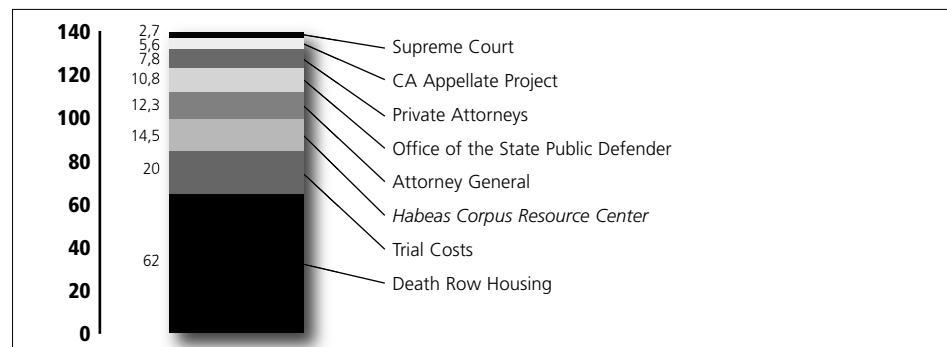 140
120
100
80
60
40
20
0
2,7
5,6
7,8
10,8
12,3
14,5
20
62
Supreme Court
CA Appellate Project
Private Attorneys
Office of the State Public Defender
Attorney General
Habeas Corpus Resource Center
Trial Costs
Death Row Housing